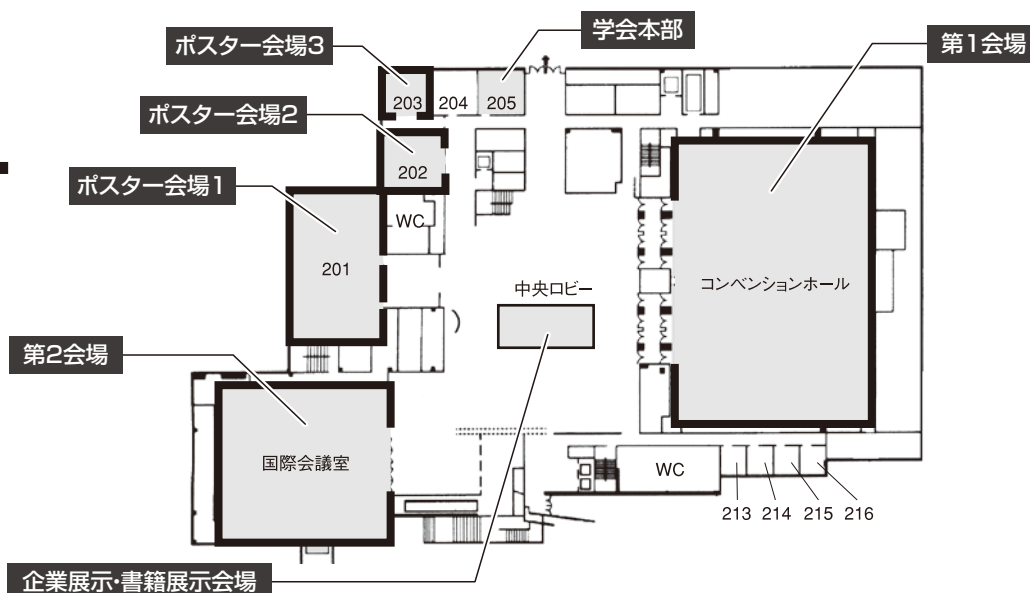 学会本部
ポスター会場3
第1会場
203
204
205
ポスター会場2
202
ポスター会場1
WC
201
中央ロビー
コンベンションホール
第2会場
国際会議室
WC
213
214
215
216
企業展示・書籍展示会場